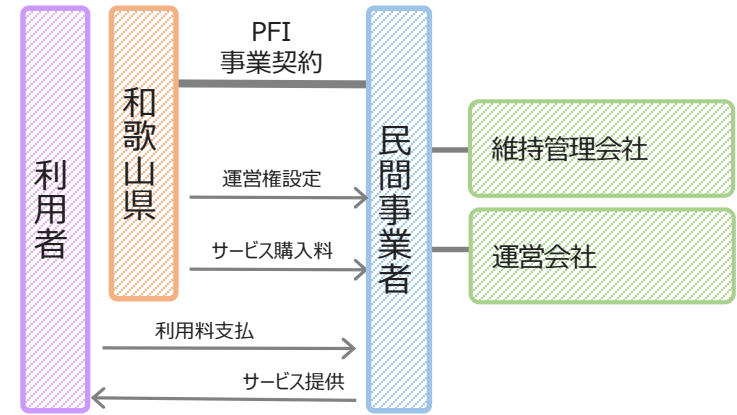 利用者
和歌山県
PFI
事業契約
運営権設定
サービス購入料
利用料支払
サービス提供
民間事業者
維持管理会社
運営会社